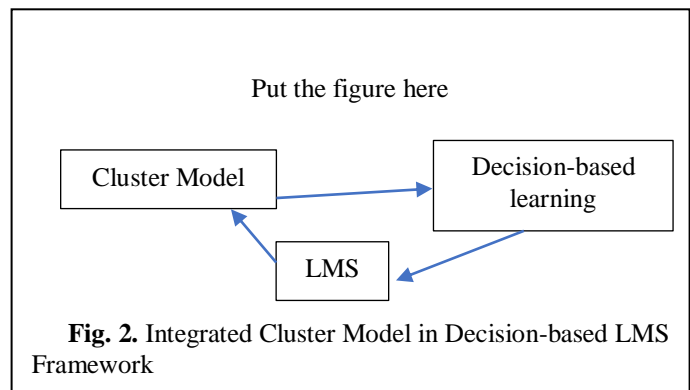 Put the figure here
Cluster Model
Decision-based
learning
LMS
Fig. 2. Integrated Cluster Model in Decision-based LMS
Framework